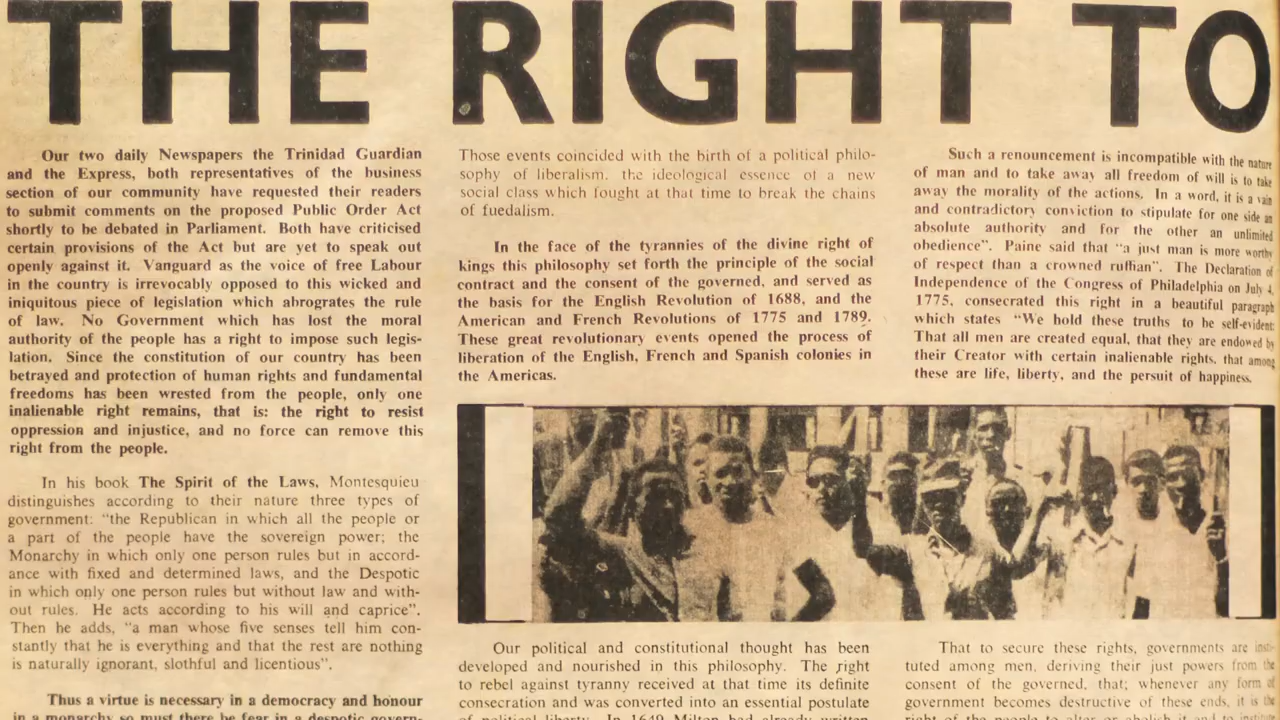 THE RIGHT TO
Our two daily Newspapers the Trinidad Guardian
and the Express, both representatives of the business
section of our community have requested their readers
to submit comments on the proposed Public Order Act
shortly to be debated in Parliament. Both have criticised
certain provisions of the Act but are yet to speak out
openly against it. Vanguard as the voice of free Labour
in the country is irrevocably opposed to this wicked and
iniquitous piece of legislation which abrogates the rule
of law. No Government which has lost the moral
authority of the people has a right to impose such legis-
lation. Since the constitution of our country has been
betrayed and protection of human rights and fundamental
freedoms has been wrested from the people, only one
inalienable right remains, that is: the right to resist
oppression and injustice, and no force can remove this
right from the people.
In his book The Spirit of the Laws, Montesquieu
distinguishes according to their nature three types of
government: "the Republican in which all the people or
a part of the people have the sovereign power; the
Monarchy in which only one person rules but in accord-
ance with fixed and determined laws, and the Despotic
in which only one person rules but without law and with-
out rules. He acts according to his will and caprice".
Then he adds, "a man whose five senses tell him con-
stantly that he is everything and that the rest are nothing
is naturally ignorant, slothful and licentious".
Thus a virtue is necessary in a democracy and honour
in a monarchy so must there be fear in a despotic govern-
Those events coincided with the birth of a political philo-
sophy of liberalism. the ideological essence of a new
social class which fought at that time to break the chains
of fuedalism.
In the face of the tyrannies of the divine right of
kings this philosophy set forth the principle of the social
contract and the consent of the governed, and served as
the basis for the English Revolution of 1688, and the
American and French Revolutions of 1775 and 1789.
These great revolutionary events opened the process of
liberation of the English, French and Spanish colonies in
the Americas.
Our political and constitutional thought has been
developed and nourished in this philosophy. The right
to rebel against tyranny received at that time its definite
consecration and was converted into an essential postulate
of political liberty. In 1649 Milton had already written
Such a renouncement is incompatible with the nature
of man and to take away all freedom of will is to take
away the morality of the actions. In a word, it is a vain
and contradictory conviction to stipulate for one side an
absolute authority and for the other an unlimited
obedience". Paine said that "a just man is more worthy
of respect than a crowned ruffian". The Declaration of
Independence of the Congress of Philadelphia on July 4,
1775, consecrated this right in a beautiful paragraph
which states "We hold these truths to be self-evident:
That all men are created equal, that they are endowed by
their Creator with certain inalienable rights, that among
these are life, liberty, and the persuit of happiness.
That to secure these rights, governments are insti-
tuted among men, deriving their just powers from the
consent of the governed, that; whenever any form of
government becomes destructive of these ends, it is the
right of the people to alter or abolish it and to